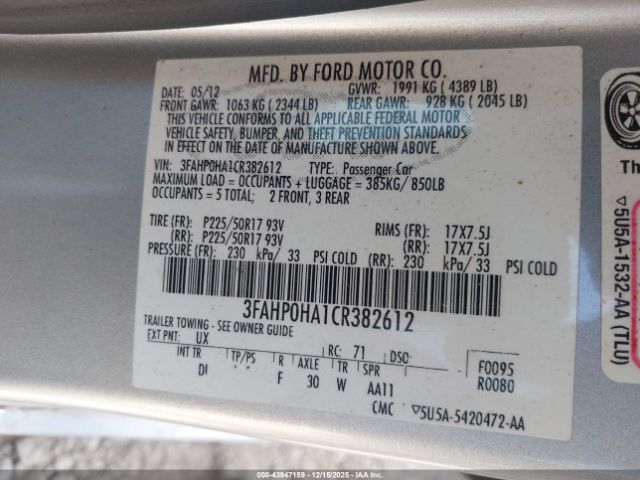 MFD. BY FORD MOTOR CO.
DATE: 05/12 GVWR: 1991 KG ( 4389 LB)
FRONT GAWR: 1063 KG ( 2344 LB) REAR GAWR: 928 KG ( 2045 LB)
THIS VEHICLE CONFORMS TO ALL APPLICABLE FEDERAL MOTOR
VEHICLE SAFETY, BUMPER, AND THEFT PREVENTION STANDARDS
IN EFFECT ON THE DATE OF MANUFACTURE SHOWN ABOVE.
VIN: 3FAHP0HA1CR382612 TYPE: Passenger Car
MAXIMUM LOAD = OCCUPANTS + LUGGAGE = 385KG/ 850LB
OCCUPANTS = 5 TOTAL: 2 FRONT, 3 REAR
TIRE (FR): P225/50R17 93V RIMS (FR): 17X7.5J
(RR): P225/50R17 93V (RR): 17X7.5J
PRESSURE (FR): 230 kPa/ 33 PSI COLD (RR): 230 kPa/ 33 PSI COLD
3FAHP0HA1CR382612
TRAILER TOWING - SEE OWNER GUIDE
EXT PNT: UX RC: 71 DSO: F0095
INT TR TP/PS R AXLE TR SPR R0080
DI F 30 W AA11
CMC ▽5U5A-5420472-AA
Th
▽5U5A-1532-AA (TLU)
000-43947159 - 12/15/2025 - IAAI.COM